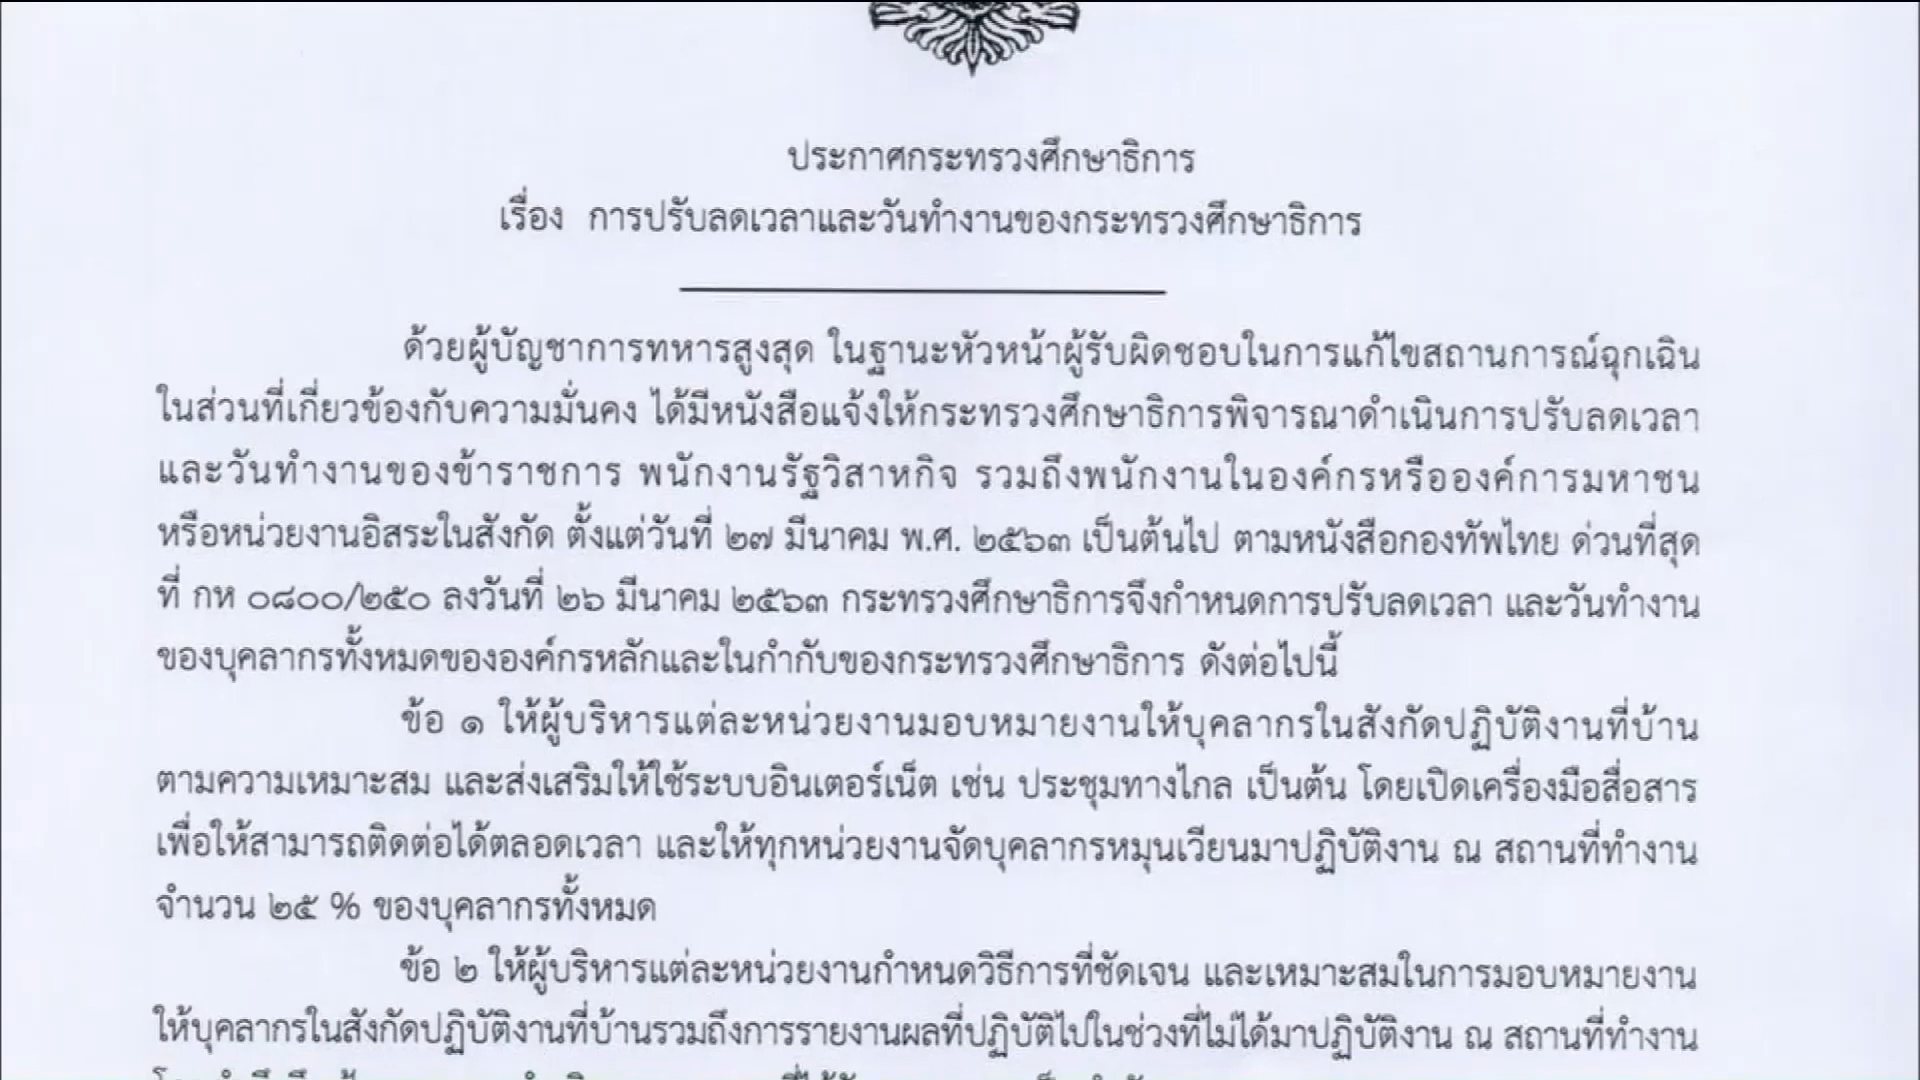 ประกาศกระทรวงศึกษาธิการ
เรื่อง การปรับลดเวลาและวันทำงานของกระทรวงศึกษาธิการ
ด้วยผู้บัญชาการทหารสูงสุด ในฐานะหัวหน้าผู้รับผิดชอบในการแก้ไขสถานการณ์ฉุกเฉิน
ในส่วนที่เกี่ยวข้องกับความมั่นคง ได้มีหนังสือแจ้งให้กระทรวงศึกษาธิการพิจารณาดำเนินการปรับลดเวลา
และวันทำงานของข้าราชการ พนักงานรัฐวิสาหกิจ รวมถึงพนักงานในองค์กรหรือองค์การมหาชน
หรือหน่วยงานอิสระในสังกัด ตั้งแต่วันที่ ๒๗ มีนาคม พ.ศ. ๒๕๖๓ เป็นต้นไป ตามหนังสือกองทัพไทย ด่วนที่สุด
ที่ กห ๐๘๐๐/๒๕๐ ลงวันที่ ๒๖ มีนาคม ๒๕๖๓ กระทรวงศึกษาธิการจึงกำหนดการปรับลดเวลา และวันทำงาน
ของบุคลากรทั้งหมดขององค์กรหลักและในกำกับของกระทรวงศึกษาธิการ ดังต่อไปนี้
ข้อ ๑ ให้ผู้บริหารแต่ละหน่วยงานมอบหมายงานให้บุคลากรในสังกัดปฏิบัติงานที่บ้าน
ตามความเหมาะสม และส่งเสริมให้ใช้ระบบอินเตอร์เน็ต เช่น ประชุมทางไกล เป็นต้น โดยเปิดเครื่องมือสื่อสาร
เพื่อให้สามารถติดต่อได้ตลอดเวลา และให้ทุกหน่วยงานจัดบุคลากรหมุนเวียนมาปฏิบัติงาน ณ สถานที่ทำงาน
จำนวน ๒๕ % ของบุคลากรทั้งหมด
ข้อ ๒ ให้ผู้บริหารแต่ละหน่วยงานกำหนดวิธีการที่ชัดเจน และเหมาะสมในการมอบหมายงาน
ให้บุคลากรในสังกัดปฏิบัติงานที่บ้านรวมถึงการรายงานผลที่ปฏิบัติไปในช่วงที่ไม่ได้มาปฏิบัติงาน ณ สถานที่ทำงาน